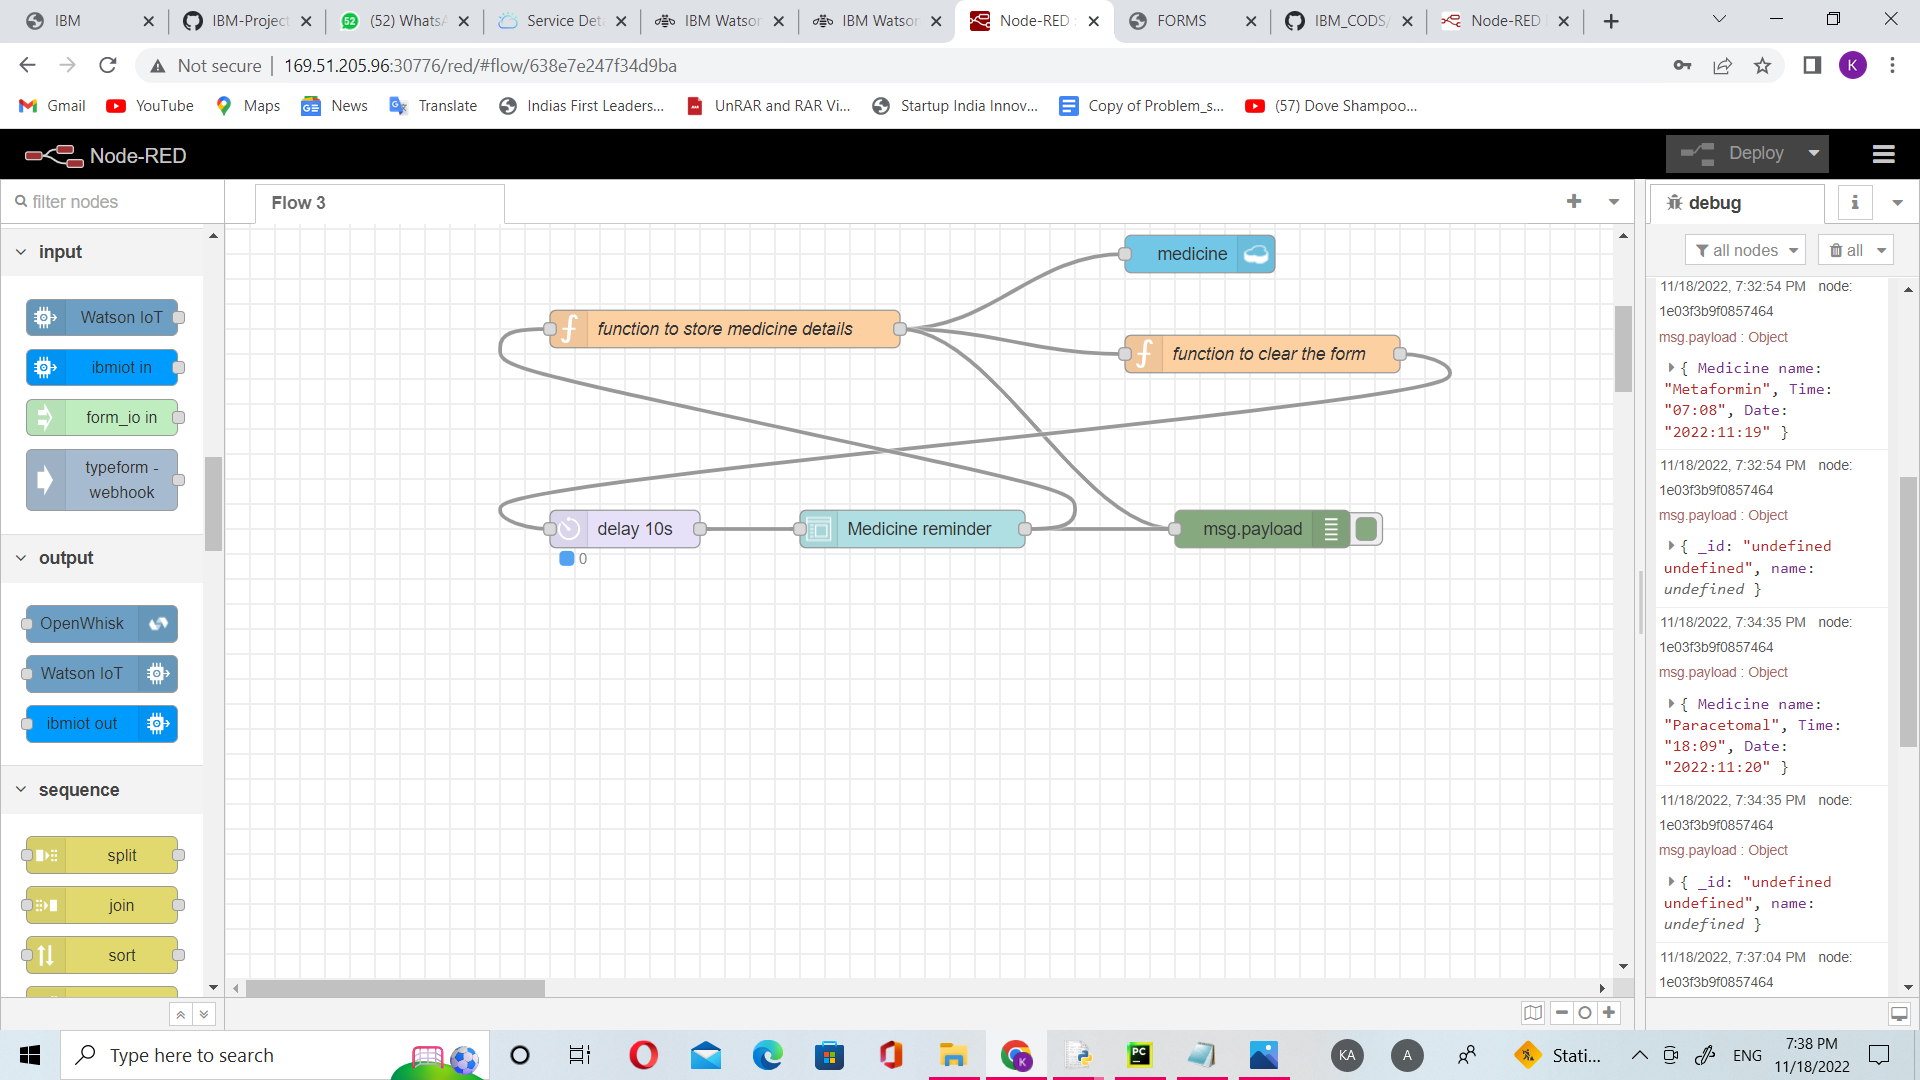 IBM
IBM-Project
(52) WhatsA
Service Deta
IBM Watson
IBM Watson
Node-RED
FORMS
IBM_CODS/
Node-RED
Not secure
169.51.205.96:30776/red/#flow/638e7e247f34d9ba
K
Gmail
YouTube
Maps
News
Translate
Indias First Leaders...
UnRAR and RAR Vi...
Startup India Innov...
Copy of Problem_s...
(57) Dove Shampoo...
Node-RED
Deploy
filter nodes
Flow 3
debug
i
all nodes
all
input
Watson IoT
ibmiot in
form_io in
typeform -
webhook
output
OpenWhisk
Watson IoT
ibmiot out
sequence
split
join
sort
medicine
function to store medicine details
function to clear the form
delay 10s
0
Medicine reminder
msg.payload
11/18/2022, 7:32:54 PM node:
1e03f3b9f0857464
msg.payload : Object
{ Medicine name:
"Metaformin", Time:
"07:08", Date:
"2022:11:19" }
11/18/2022, 7:32:54 PM node:
1e03f3b9f0857464
msg.payload : Object
{ _id: "undefined
undefined", name:
undefined }
11/18/2022, 7:34:35 PM node:
1e03f3b9f0857464
msg.payload : Object
{ Medicine name:
"Paracetomal", Time:
"18:09", Date:
"2022:11:20" }
11/18/2022, 7:34:35 PM node:
1e03f3b9f0857464
msg.payload : Object
{ _id: "undefined
undefined", name:
undefined }
11/18/2022, 7:37:04 PM node:
1e03f3b9f0857464
Type here to search
K
PC
KA
A
Stati...
ENG
7:38 PM
11/18/2022